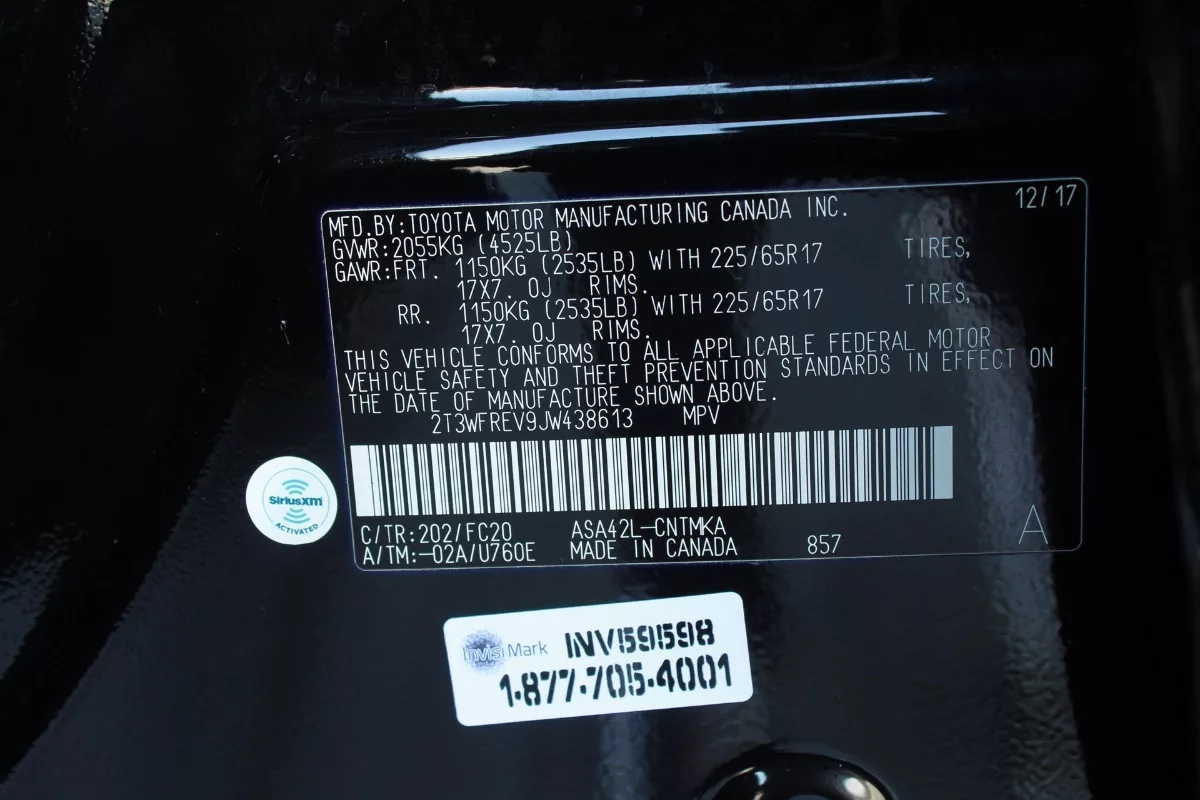 12/17
MFD.BY:TOYOTA MOTOR MANUFACTURING CANADA INC.
GVWR:2055KG (4525LB)
GAWR:FRT. 1150KG (2535LB) WITH 225/65R17 TIRES,
17X7.0J RIMS.
RR. 1150KG (2535LB) WITH 225/65R17 TIRES,
17X7.0J RIMS.
THIS VEHICLE CONFORMS TO ALL APPLICABLE FEDERAL MOTOR
VEHICLE SAFETY AND THEFT PREVENTION STANDARDS IN EFFECT ON
THE DATE OF MANUFACTURE SHOWN ABOVE.
2T3WFREV9JW438613 MPV
C/TR:202/FC20 ASA42L-CNTMKA
A/TM:-02A/U760E MADE IN CANADA 857 A
SiriusXM
ACTIVATED
InvisiMark INV59598
1-877-705-4001